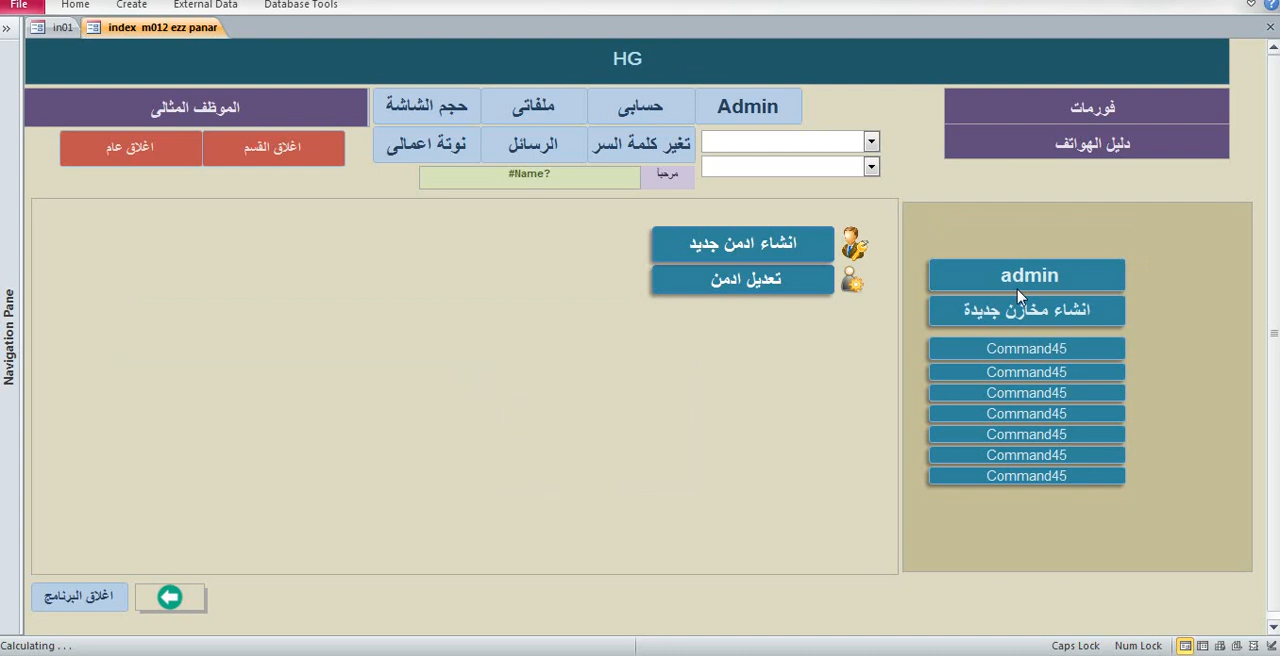 File Home Create External Data Database Tools
in01 index m012 ezz panar
HG
فورمات
دليل الهواتف
Admin حسابى ملفاتى حجم الشاشة
تغير كلمة السر الرسائل نوتة اعمالى
مرحبا #Name?
الموظف المثالى
اغلاق القسم اغلاق عام
Navigation Pane
admin
انشاء مخازن جديدة
Command45
Command45
Command45
Command45
Command45
Command45
Command45
انشاء ادمن جديد
تعديل ادمن
اغلاق البرنامج
Calculating . . . Caps Lock Num Lock